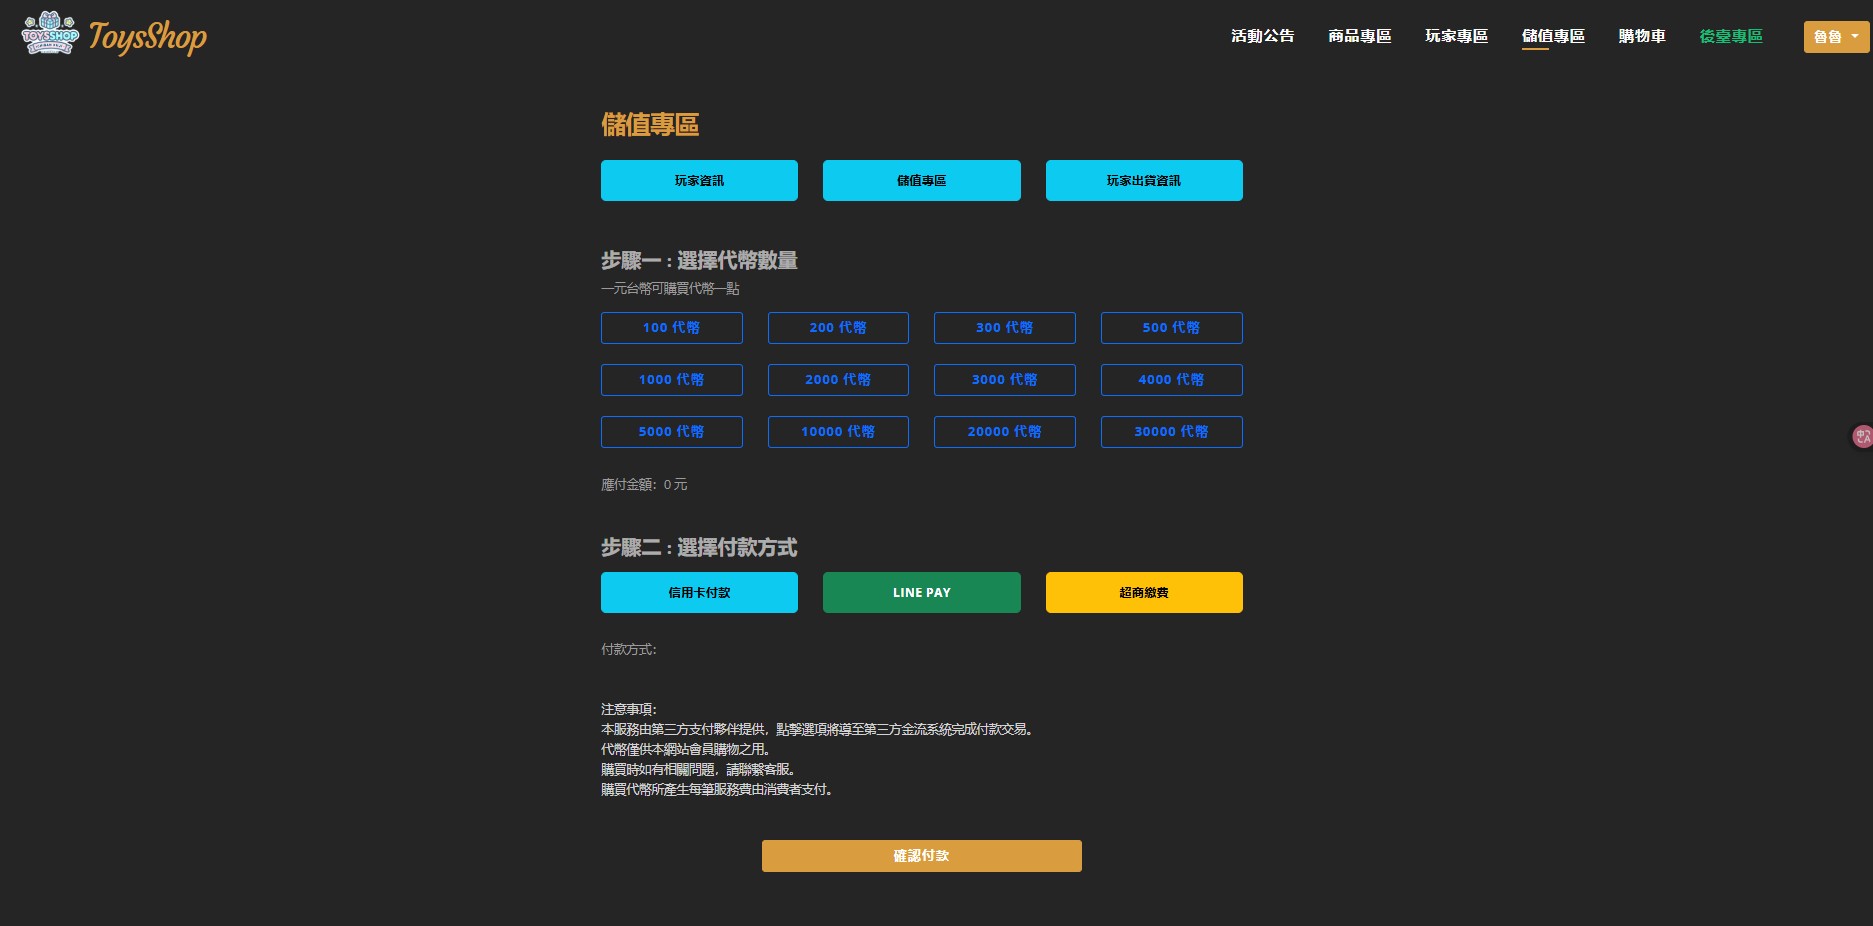 TOYSSHOP
ToysShop
活動公告 商品專區 玩家專區 儲值專區 購物車 後臺專區 魯魯
儲值專區
玩家資訊 儲值專區 玩家出貨資訊
步驟一 : 選擇代幣數量
一元台幣可購買代幣一點
100 代幣 200 代幣 300 代幣 500 代幣
1000 代幣 2000 代幣 3000 代幣 4000 代幣
5000 代幣 10000 代幣 20000 代幣 30000 代幣
應付金額：0 元
步驟二 : 選擇付款方式
信用卡付款 LINE PAY 超商繳費
付款方式：
注意事項：
本服務由第三方支付夥伴提供，點擊選項將導至第三方金流系統完成付款交易。
代幣僅供本網站會員購物之用。
購買時如有相關問題，請聯繫客服。
購買代幣所產生每筆服務費由消費者支付。
確認付款